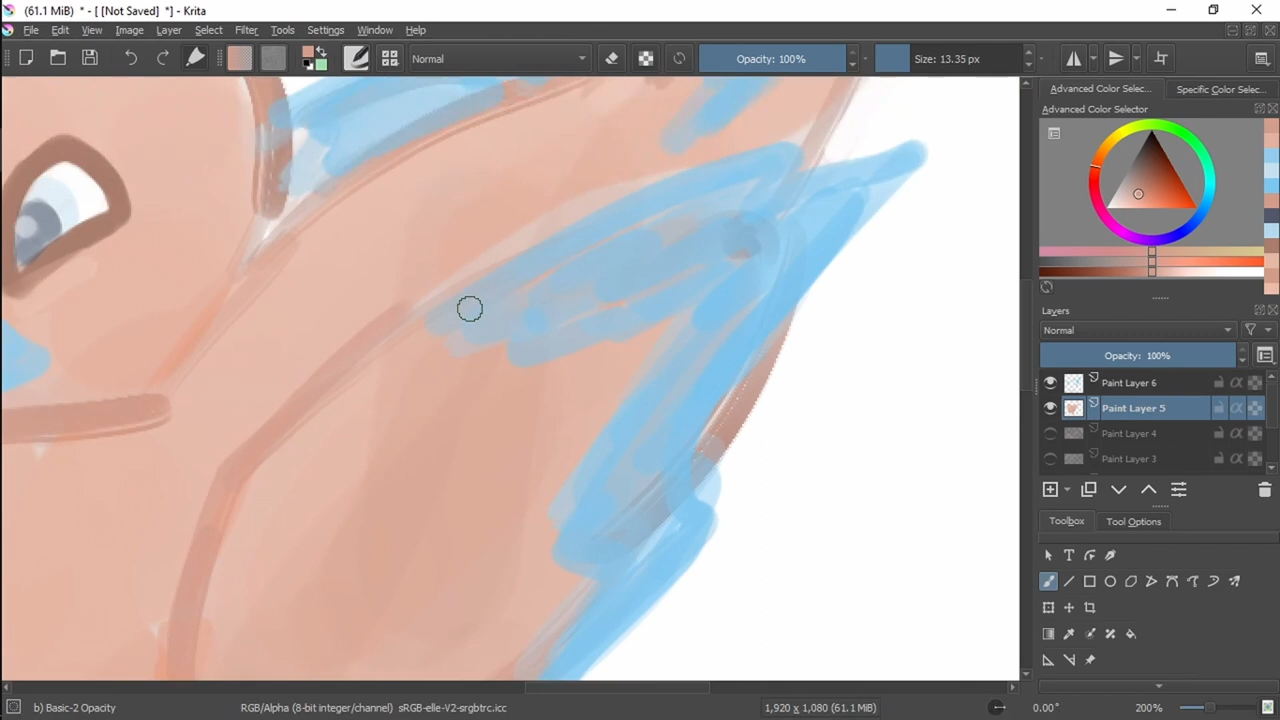 (61.1 MiB) * - [ [Not Saved] *] - Krita
File Edit View Image Layer Select Filter Tools Settings Window Help
Normal Opacity: 100% Size: 13.35 px
Advanced Color Selec... Specific Color Selec...
Advanced Color Selector
Layers
Normal
Opacity: 100%
Paint Layer 6
Paint Layer 5
Paint Layer 4
Paint Layer 3
Toolbox Tool Options
b) Basic-2 Opacity RGB/Alpha (8-bit integer/channel) sRGB-elle-V2-srgbtrc.icc 1,920 x 1,080 (61.1 MiB) 0.00° 200%